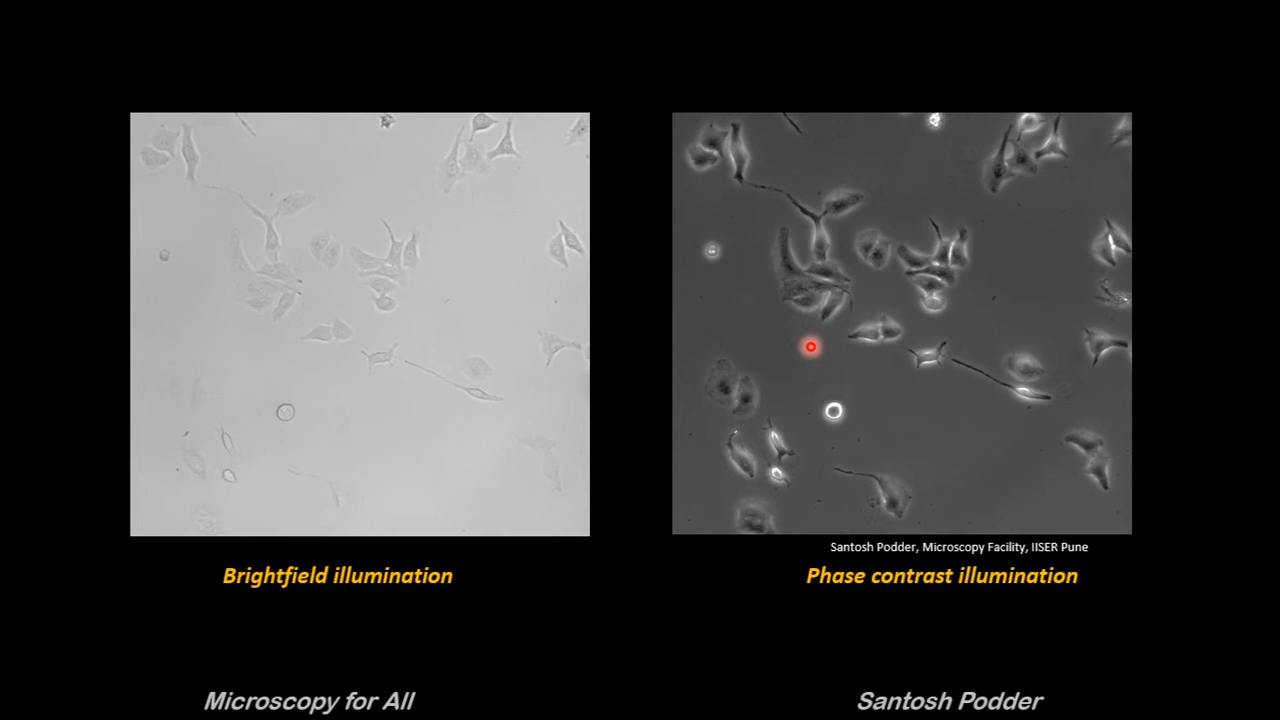 Santosh Podder, Microscopy Facility, IISER Pune
Brightfield illumination
Phase contrast illumination
Microscopy for All
Santosh Podder